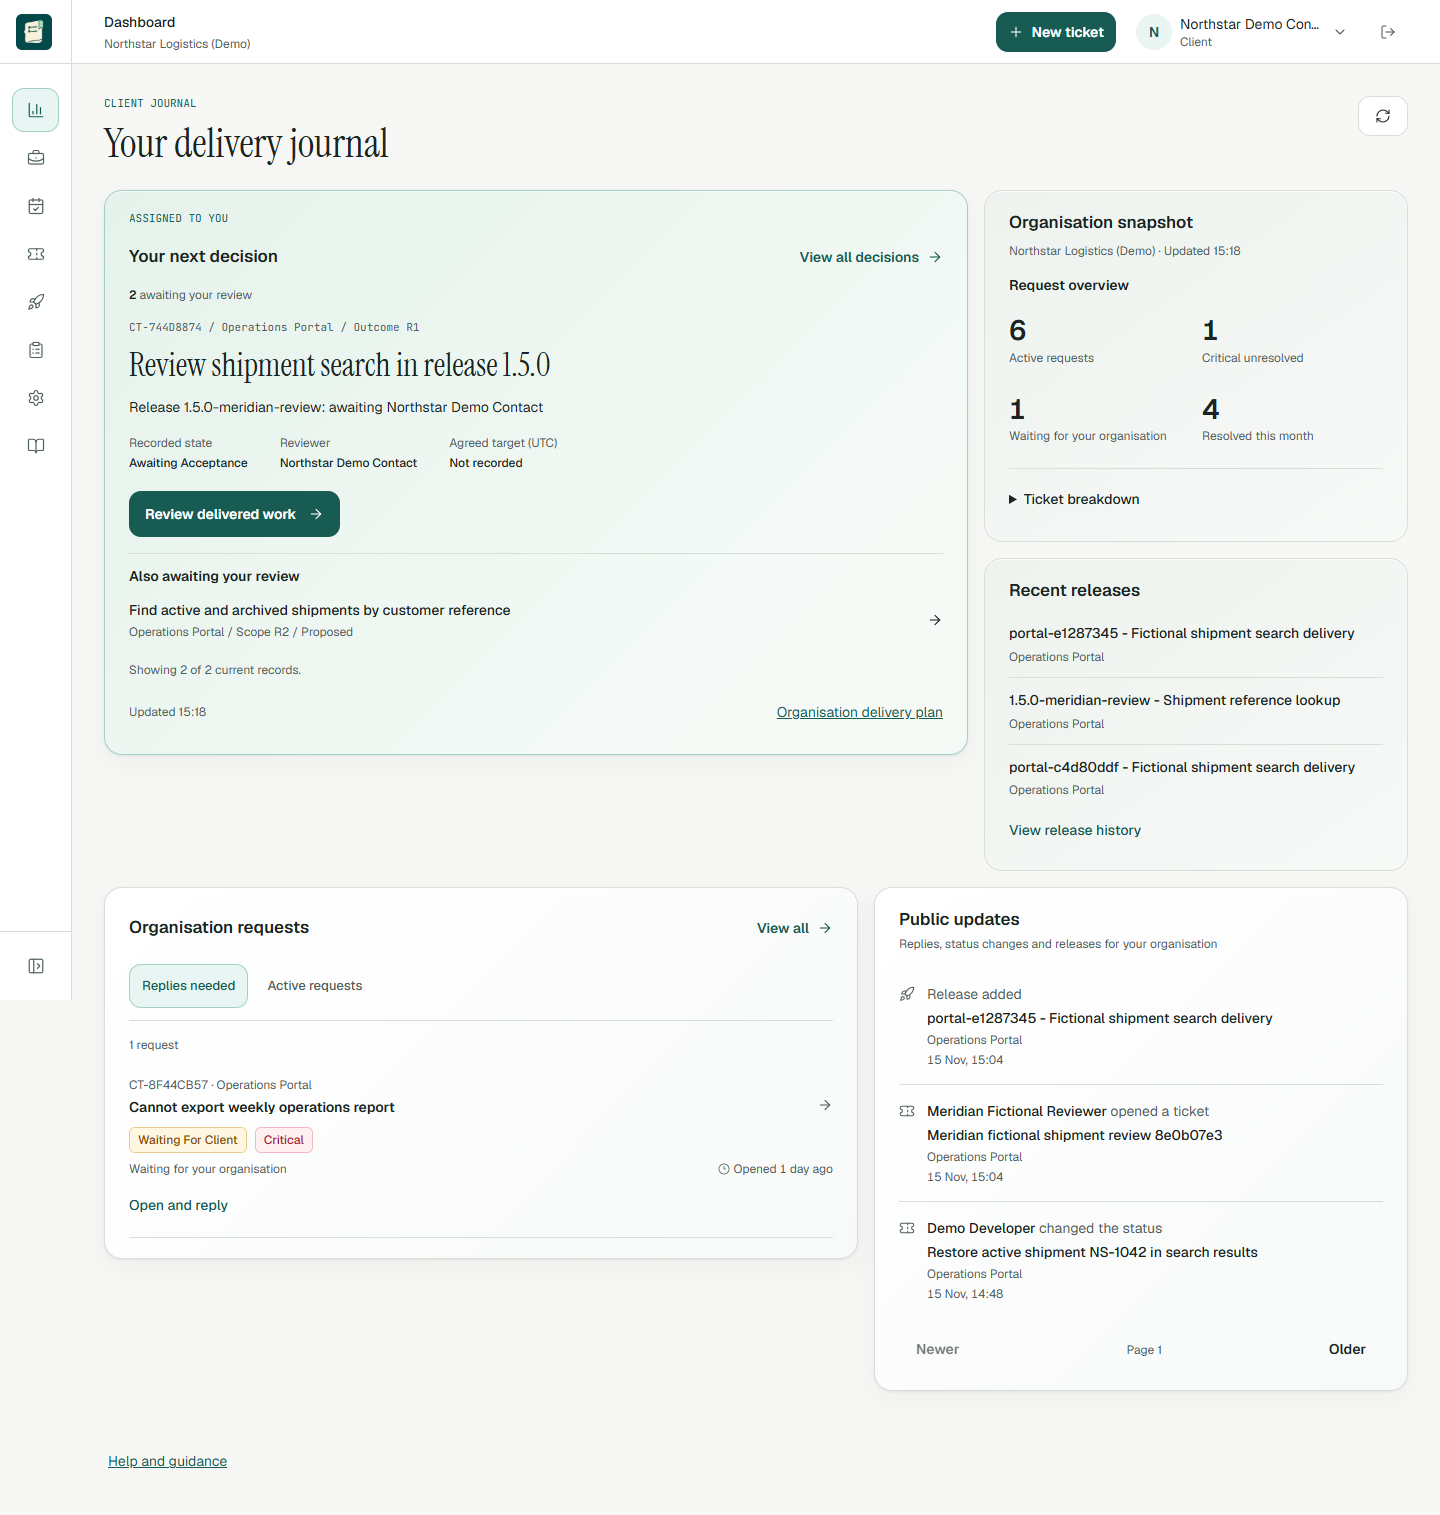 Dashboard
Northstar Logistics (Demo)
New ticket
N
Northstar Demo Con...
Client
CLIENT JOURNAL
Your delivery journal
ASSIGNED TO YOU
Your next decision
View all decisions
2 awaiting your review
CT-744D8874 / Operations Portal / Outcome R1
Review shipment search in release 1.5.0
Release 1.5.0-meridian-review: awaiting Northstar Demo Contact
Recorded state
Reviewer
Agreed target (UTC)
Awaiting Acceptance
Northstar Demo Contact
Not recorded
Review delivered work
Also awaiting your review
Find active and archived shipments by customer reference
Operations Portal / Scope R2 / Proposed
Showing 2 of 2 current records.
Updated 15:18
Organisation delivery plan
Organisation snapshot
Northstar Logistics (Demo) · Updated 15:18
Request overview
6
Active requests
1
Critical unresolved
1
Waiting for your organisation
4
Resolved this month
Ticket breakdown
Recent releases
portal-e1287345 - Fictional shipment search delivery
Operations Portal
1.5.0-meridian-review - Shipment reference lookup
Operations Portal
portal-c4d80ddf - Fictional shipment search delivery
Operations Portal
View release history
Organisation requests
View all
Replies needed
Active requests
1 request
CT-8F44CB57 · Operations Portal
Cannot export weekly operations report
Waiting For Client
Critical
Waiting for your organisation
Opened 1 day ago
Open and reply
Public updates
Replies, status changes and releases for your organisation
Release added
portal-e1287345 - Fictional shipment search delivery
Operations Portal
15 Nov, 15:04
Meridian Fictional Reviewer opened a ticket
Meridian fictional shipment review 8e0b07e3
Operations Portal
15 Nov, 15:04
Demo Developer changed the status
Restore active shipment NS-1042 in search results
Operations Portal
15 Nov, 14:48
Newer
Page 1
Older
Help and guidance